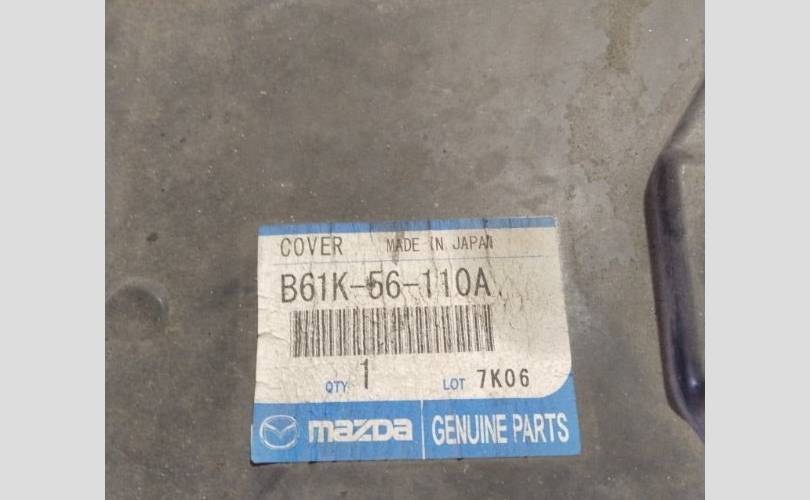 COVER MADE IN JAPAN
B61K-56-110A
QTY 1 LOT 7K06
mazda GENUINE PARTS